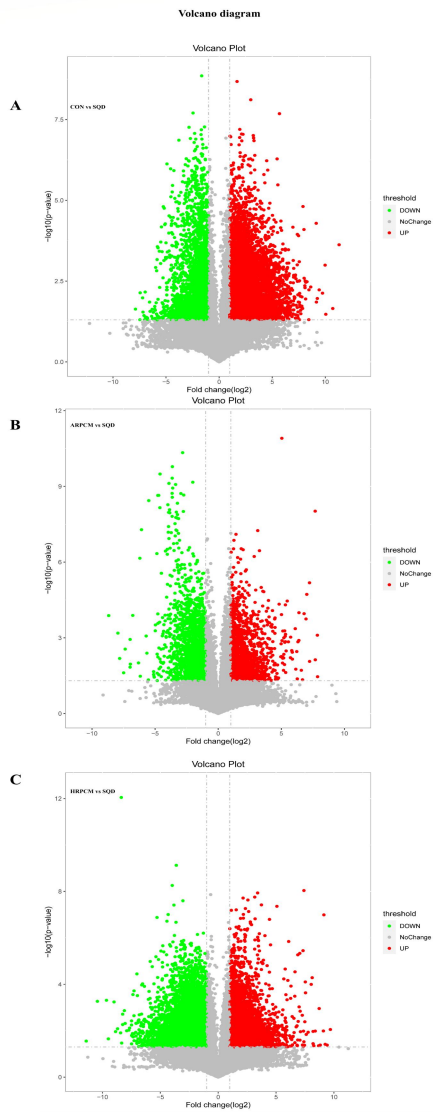 Volcano diagram
Volcano Plot
A
CON vs SQD
7.5
5.0
2.5
0.0
-log10(p-value)
-10
-5
0
5
10
Fold change(log2)
threshold
DOWN
NoChange
UP
Volcano Plot
B
ARPCM vs SQD
12
9
6
3
0
-log10(p-value)
-10
-5
0
5
10
Fold change(log2)
threshold
DOWN
NoChange
UP
Volcano Plot
C
HRPCM vs SQD
12
8
4
0
-log10(p-value)
-10
-5
0
5
10
Fold change(log2)
threshold
DOWN
NoChange
UP